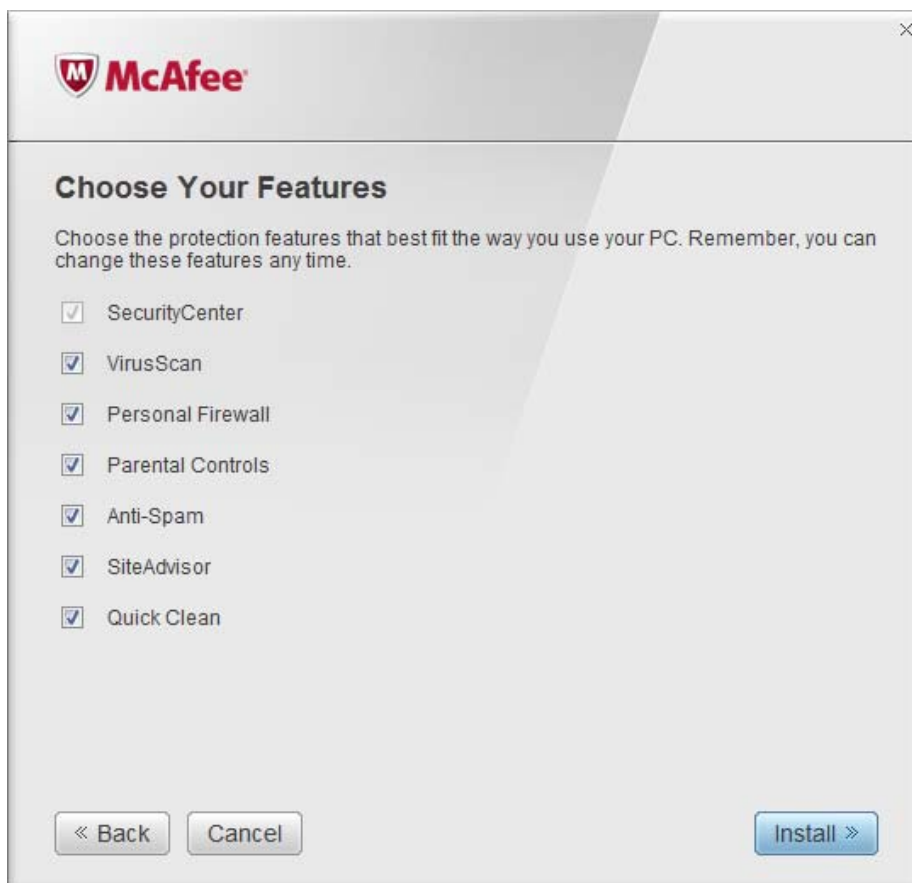 McAfee
Choose Your Features
Choose the protection features that best fit the way you use your PC. Remember, you can
change these features any time.
SecurityCenter
VirusScan
Personal Firewall
Parental Controls
Anti-Spam
SiteAdvisor
Quick Clean
« Back
Cancel
Install »